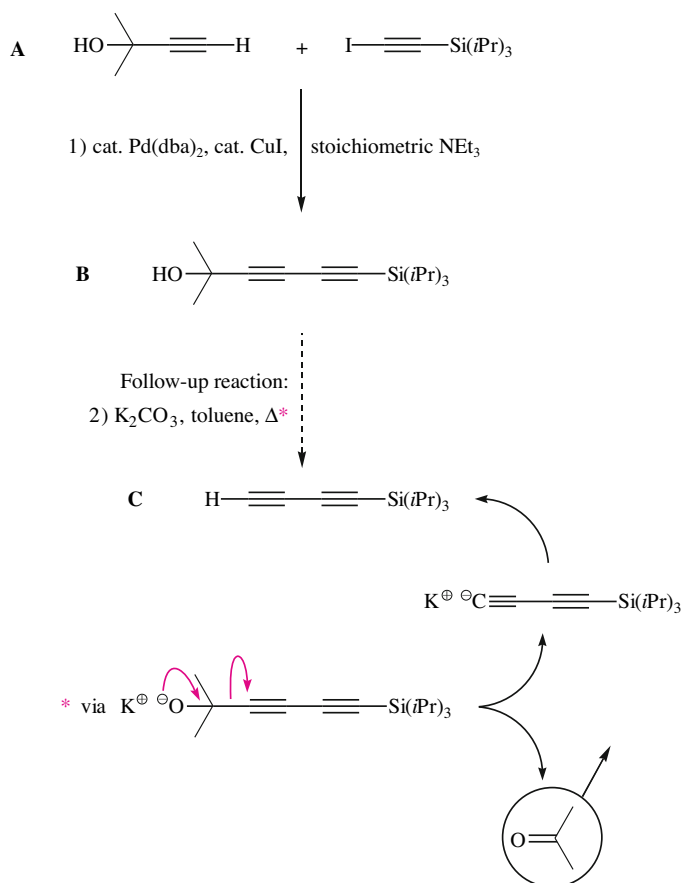 A HO H + I Si(iPr)₃
1) cat. Pd(dba)₂, cat. CuI, stoichiometric NEt₃
B HO Si(iPr)₃
Follow-up reaction:
2) K₂CO₃, toluene, Δ*
C H Si(iPr)₃
K⊕ ⊖C Si(iPr)₃
* via K⊕ ⊖O Si(iPr)₃
O